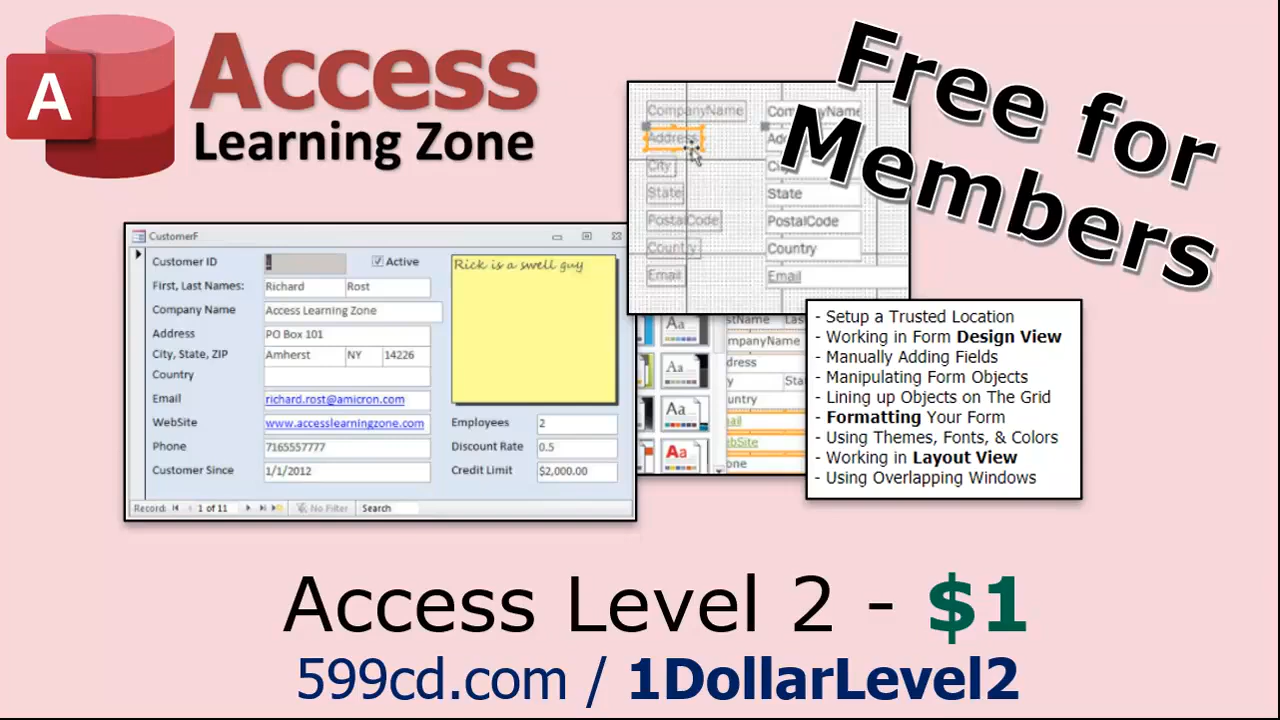 A
Access
Learning Zone
Free for
Members
CompanyName CompanyName
Address
City
State State
PostalCode PostalCode
Country Country
Email Email
CustomerF
Customer ID Active
First, Last Names: Richard Rost
Company Name Access Learning Zone
Address PO Box 101
City, State, ZIP Amherst NY 14226
Country
Email richard.rost@amicron.com
WebSite www.accesslearningzone.com
Phone 7165557777
Customer Since 1/1/2012
Rick is a swell guy
Employees 2
Discount Rate 0.5
Credit Limit $2,000.00
Record: 1 of 11 No Filter Search
Aa
Aa
Aa
Aa
- Setup a Trusted Location
- Working in Form Design View
- Manually Adding Fields
- Manipulating Form Objects
- Lining up Objects on The Grid
- Formatting Your Form
- Using Themes, Fonts, & Colors
- Working in Layout View
- Using Overlapping Windows
Access Level 2 - $1
599cd.com / 1DollarLevel2